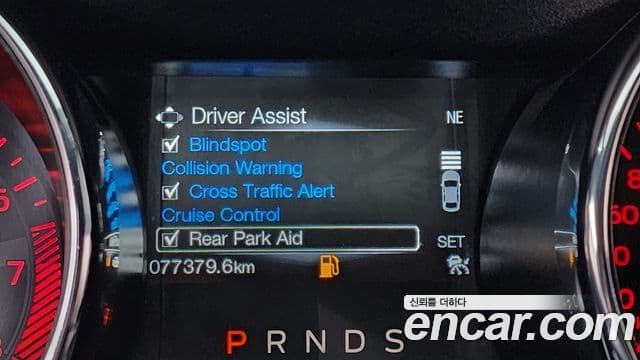 Driver Assist
NE
Blindspot
Collision Warning
Cross Traffic Alert
Cruise Control
Rear Park Aid
SET
077379.6km
P R N D S
7
신뢰를 더하다
encar.com